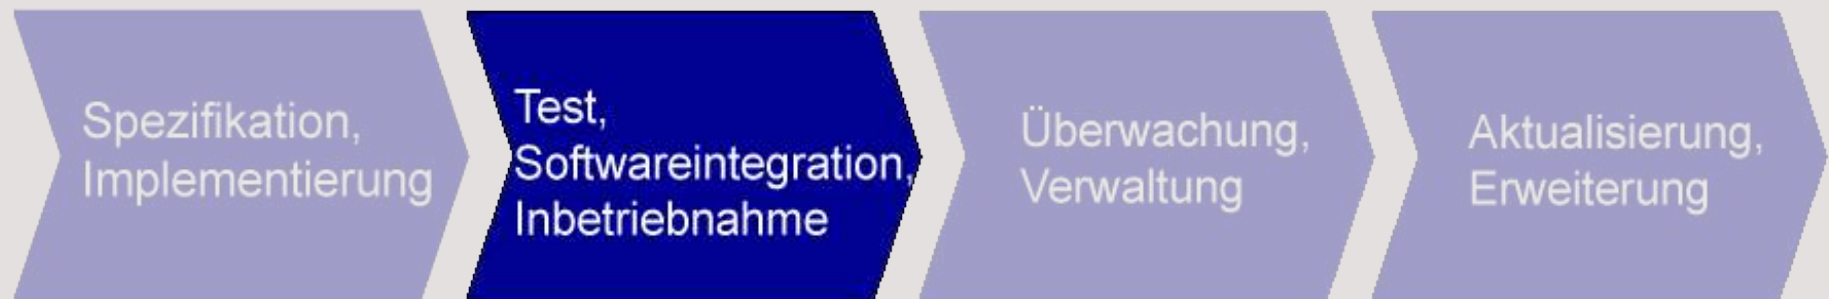 Spezifikation,
Implementierung
Test,
Softwareintegration,
Inbetriebnahme
Überwachung,
Verwaltung
Aktualisierung,
Erweiterung